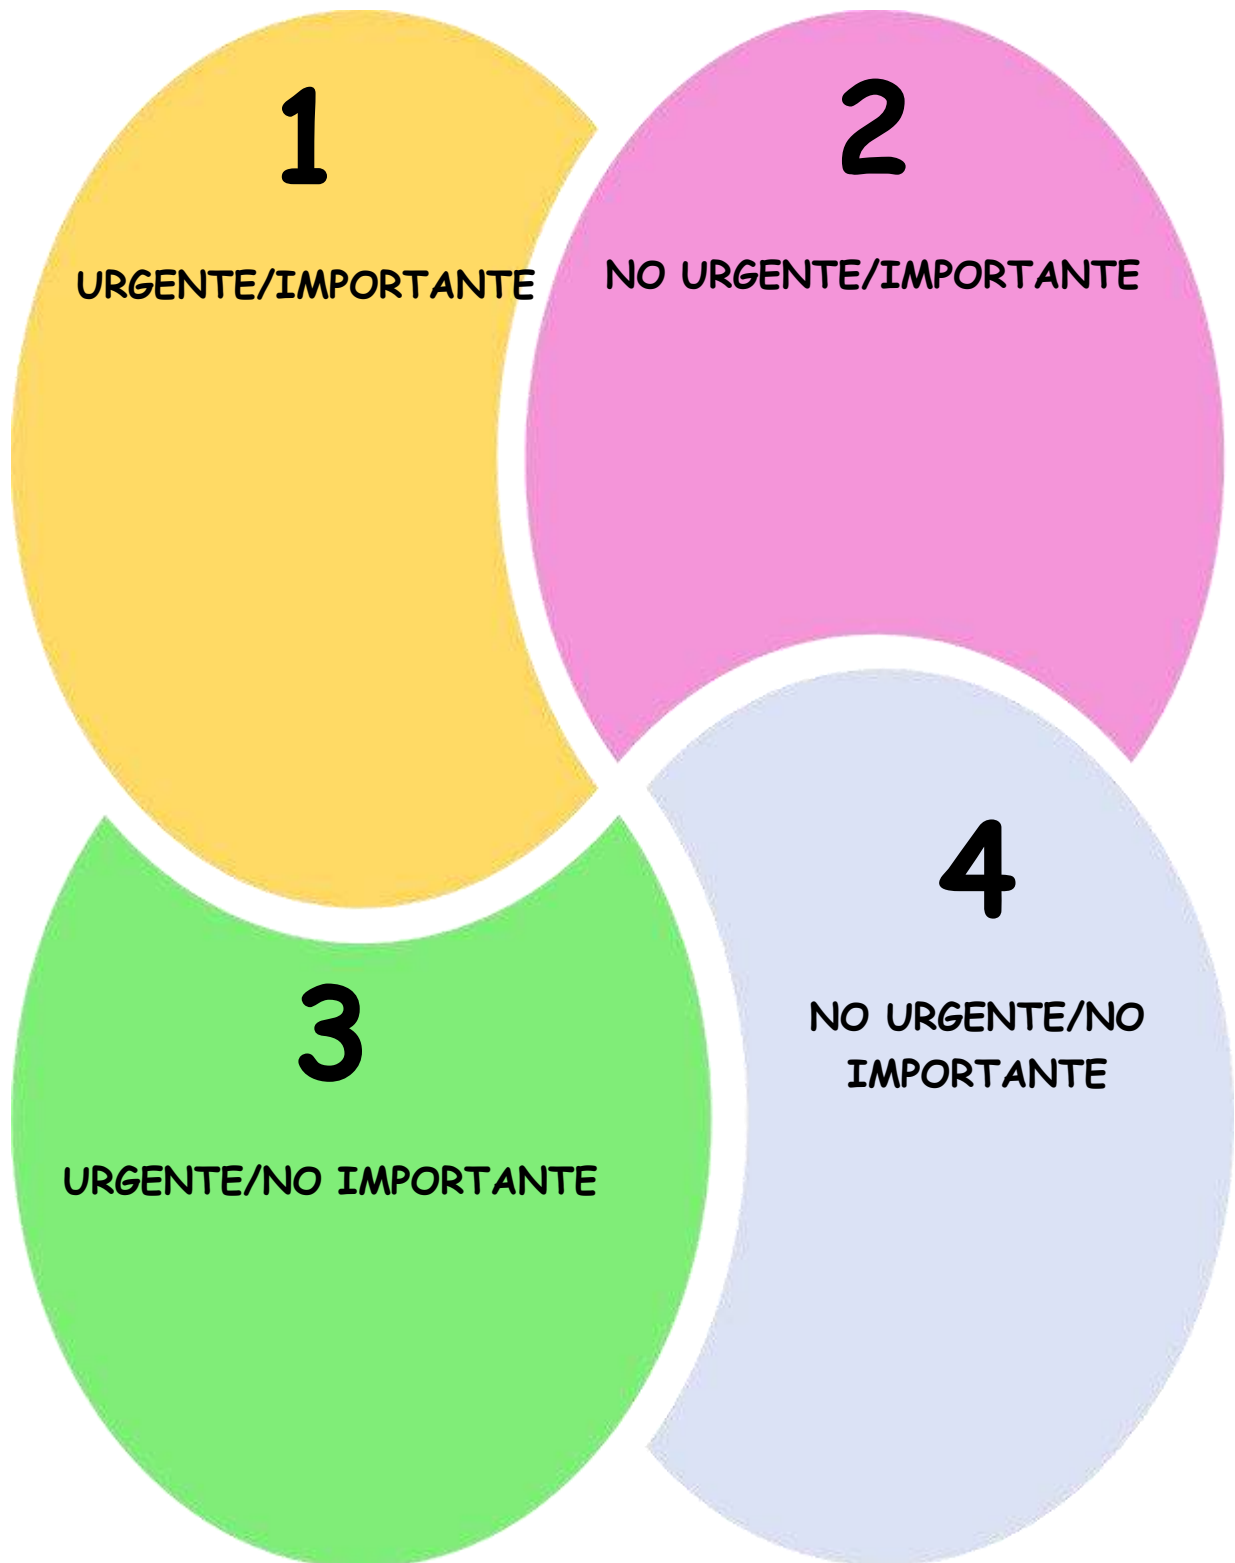 1
URGENTE/IMPORTANTE
2
NO URGENTE/IMPORTANTE
3
URGENTE/NO IMPORTANTE
4
NO URGENTE/NO
IMPORTANTE